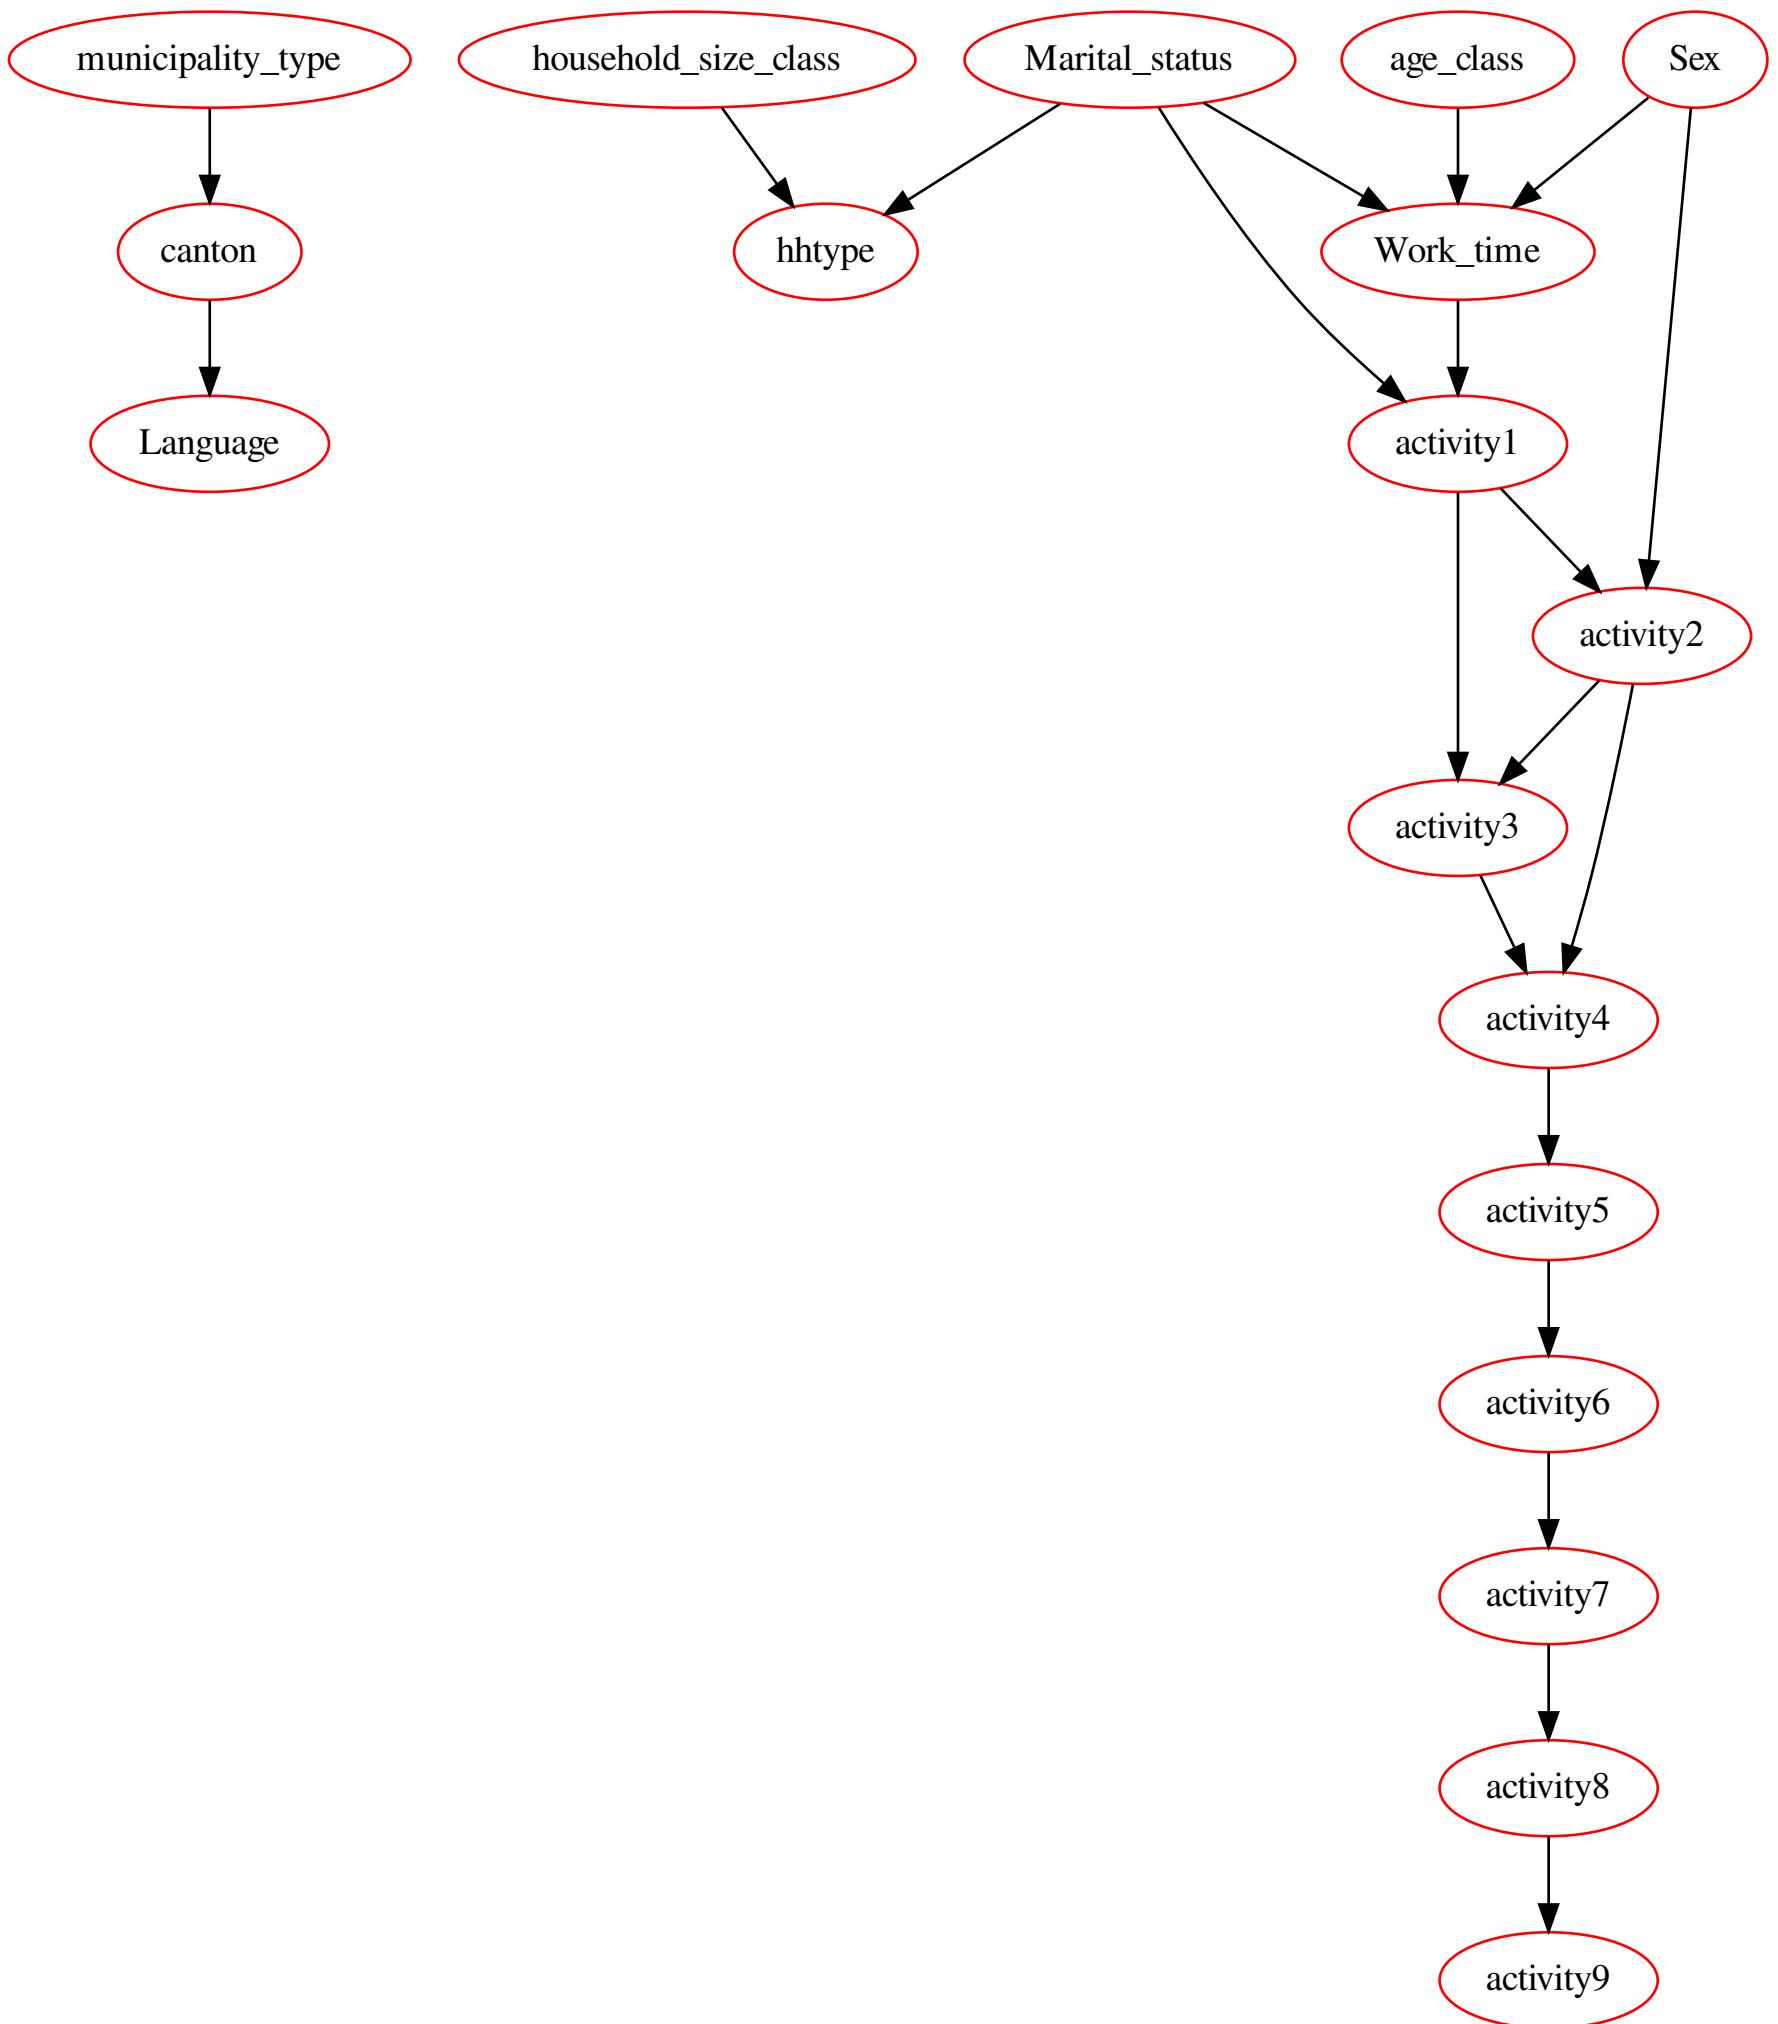 municipality_type
household_size_class
Marital_status
age_class
Sex
canton
hhtype
Work_time
Language
activity1
activity2
activity3
activity4
activity5
activity6
activity7
activity8
activity9